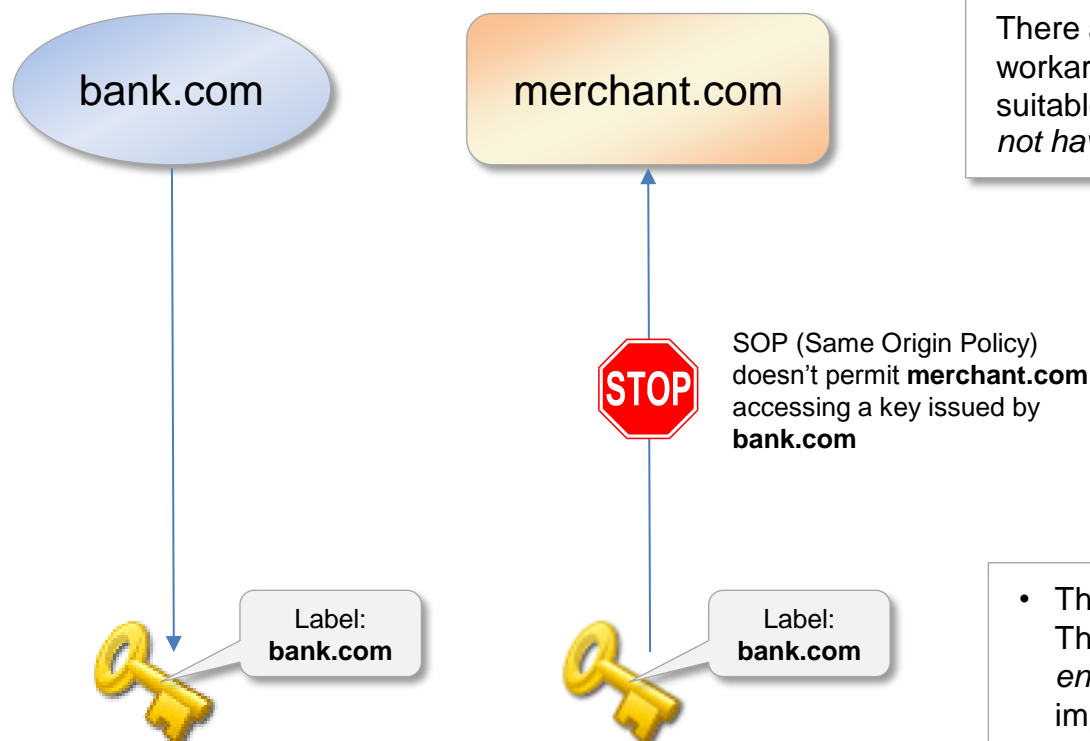 bank.com
merchant.com
There
workar
suitabl
not hav
STOP
SOP (Same Origin Policy)
doesn’t permit merchant.com
accessing a key issued by
bank.com
Label:
bank.com
Label:
bank.com
• Th
Th
en
im